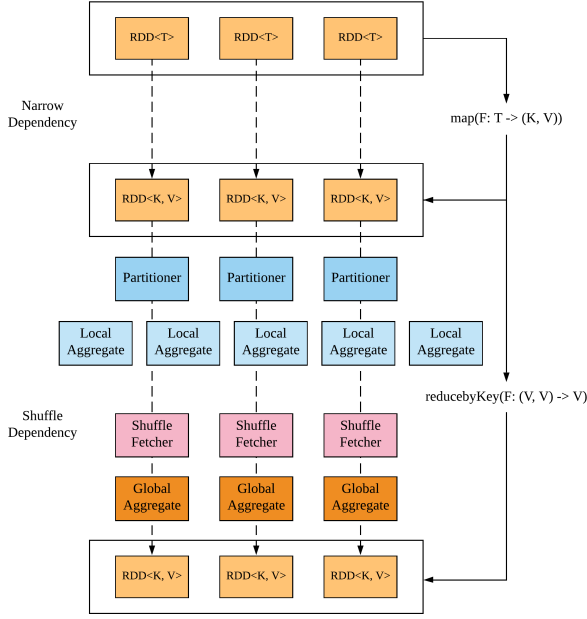 RDD<T>
RDD<T>
RDD<T>
Narrow
Dependency
map(F: T -> (K, V))
RDD<K, V>
RDD<K, V>
RDD<K, V>
Partitioner
Partitioner
Partitioner
Local
Aggregate
Local
Aggregate
Local
Aggregate
Local
Aggregate
Local
Aggregate
reducebyKey(F: (V, V) -> V)
Shuffle
Dependency
Shuffle
Fetcher
Shuffle
Fetcher
Shuffle
Fetcher
Global
Aggregate
Global
Aggregate
Global
Aggregate
RDD<K, V>
RDD<K, V>
RDD<K, V>